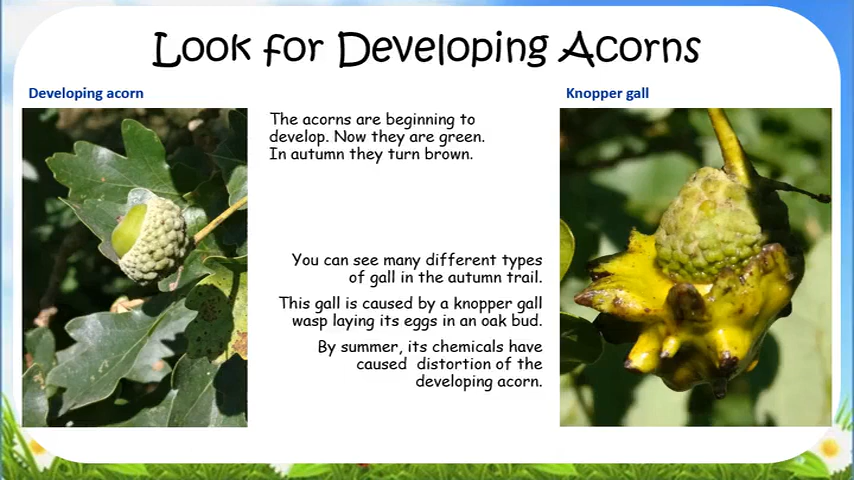 Look for Developing Acorns
Developing acorn
The acorns are beginning to
develop. Now they are green.
In autumn they turn brown.
Knopper gall
You can see many different types
of gall in the autumn trail.
This gall is caused by a knopper gall
wasp laying its eggs in an oak bud.
By summer, its chemicals have
caused  distortion of the
developing acorn.